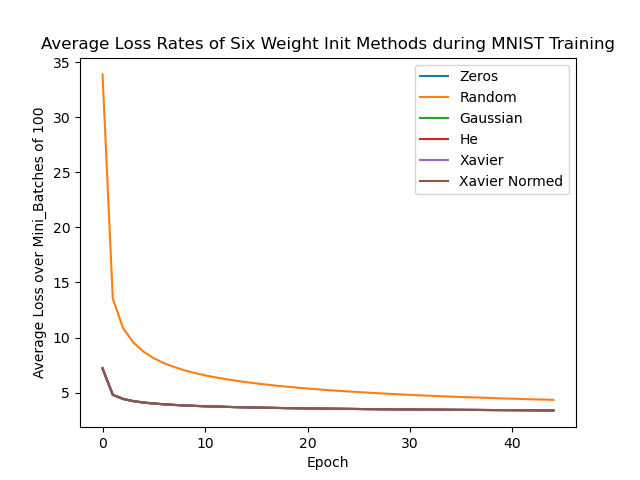 Average Loss Rates of Six Weight Init Methods during MNIST Training
35
30
25
20
15
10
5
Average Loss over Mini_Batches of 100
Zeros
Random
Gaussian
He
Xavier
Xavier Normed
0
10
20
30
40
Epoch